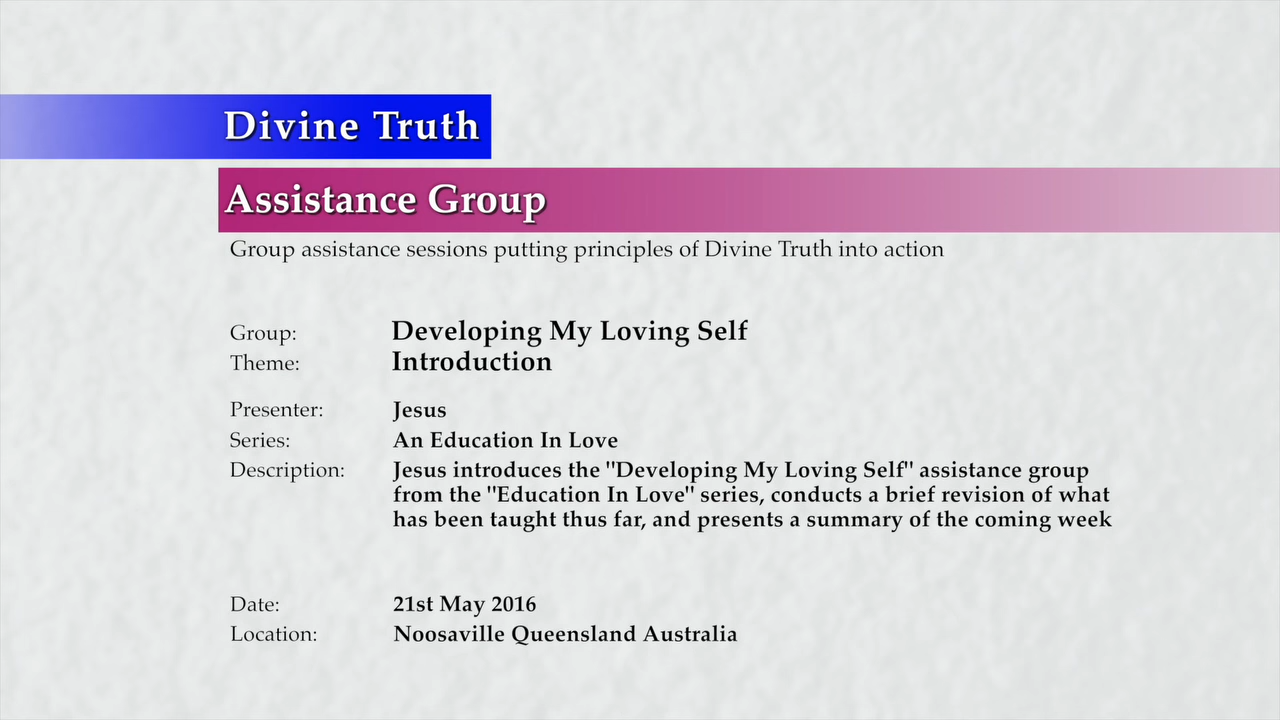 Divine Truth
Assistance Group
Group assistance sessions putting principles of Divine Truth into action
Group: Developing My Loving Self
Theme: Introduction
Presenter: Jesus
Series: An Education In Love
Description: Jesus introduces the "Developing My Loving Self" assistance group
from the "Education In Love" series, conducts a brief revision of what
has been taught thus far, and presents a summary of the coming week
Date: 21st May 2016
Location: Noosaville Queensland Australia